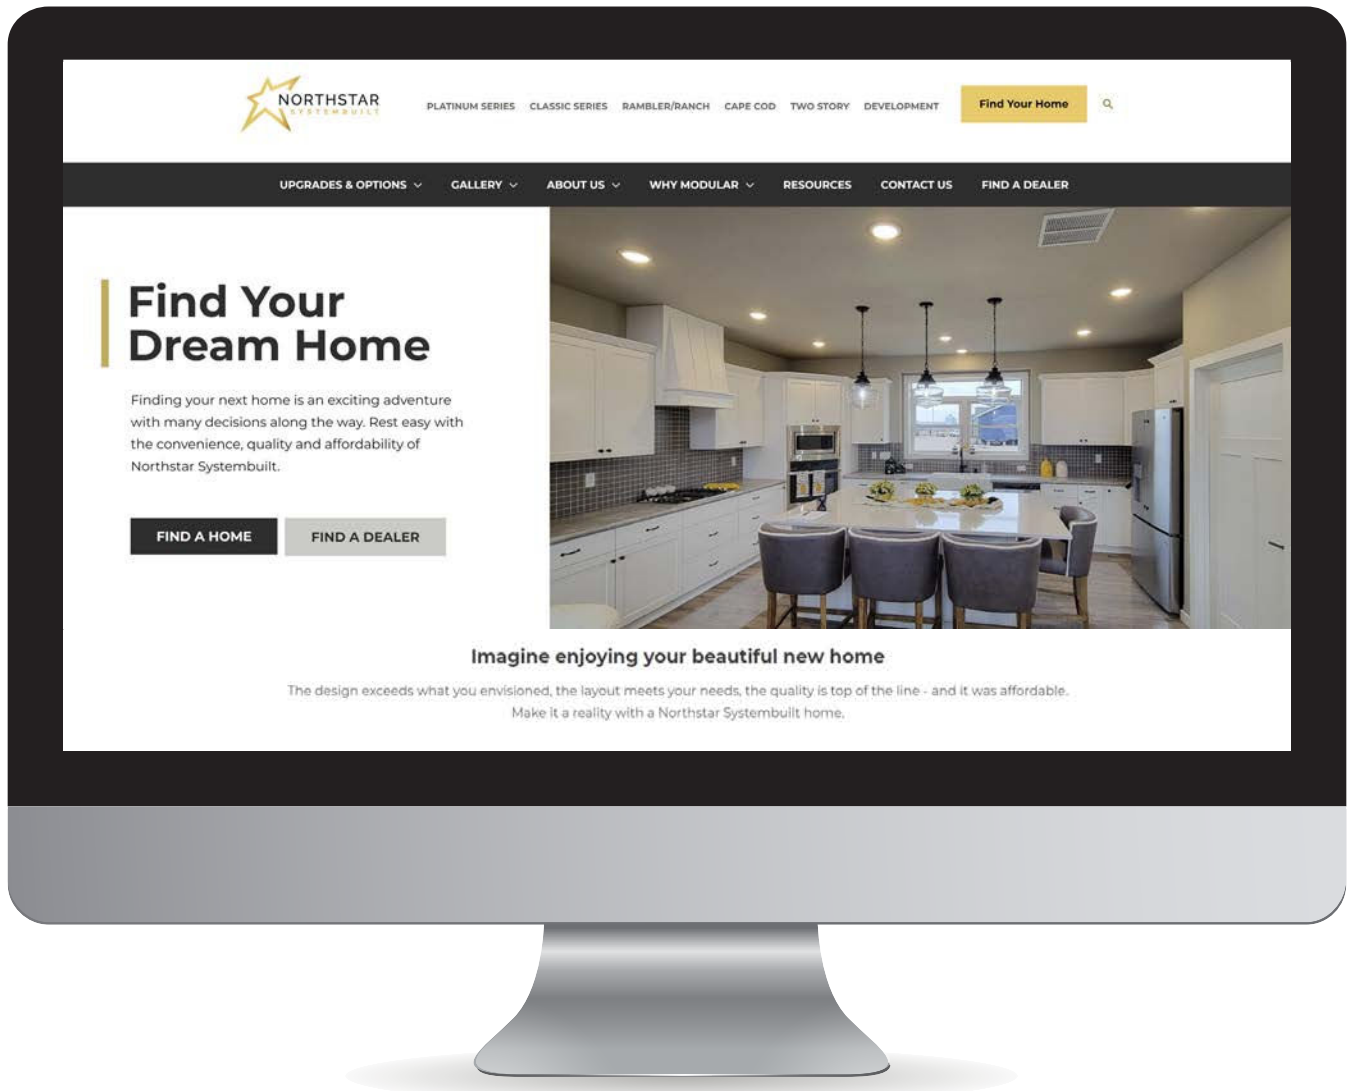 NORTHSTAR
SYSTEMBUILT
PLATINUM SERIES CLASSIC SERIES RAMBLER/RANCH CAPE COD TWO STORY DEVELOPMENT Find Your Home
UPGRADES & OPTIONS GALLERY ABOUT US WHY MODULAR RESOURCES CONTACT US FIND A DEALER
Find Your
Dream Home
Finding your next home is an exciting adventure
with many decisions along the way. Rest easy with
the convenience, quality and affordability of
Northstar Systembuilt.
FIND A HOME FIND A DEALER
Imagine enjoying your beautiful new home
The design exceeds what you envisioned, the layout meets your needs, the quality is top of the line - and it was affordable.
Make it a reality with a Northstar Systembuilt home.